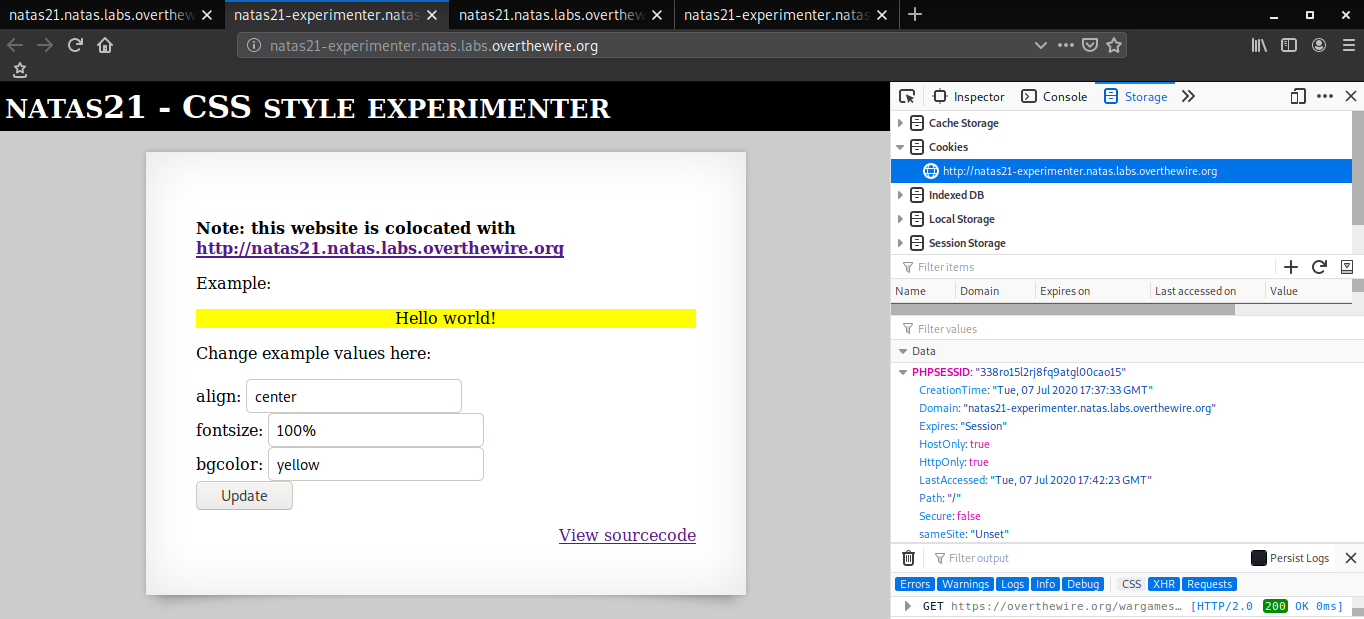 natas21.natas.labs.overthew
natas21-experimenter.natas
natas21.natas.labs.overthew
natas21-experimenter.natas
natas21-experimenter.natas.labs.overthewire.org
NATAS21 - CSS STYLE EXPERIMENTER
Note: this website is colocated with
http://natas21.natas.labs.overthewire.org
Example:
Hello world!
Change example values here:
align: center
fontsize: 100%
bgcolor: yellow
Update
View sourcecode
Inspector Console Storage
Cache Storage
Cookies
http://natas21-experimenter.natas.labs.overthewire.org
Indexed DB
Local Storage
Session Storage
Filter items
Name Domain Expires on Last accessed on Value
Filter values
Data
PHPSESSID: "338ro15l2rj8fq9atgl00cao15"
CreationTime: "Tue, 07 Jul 2020 17:37:33 GMT"
Domain: "natas21-experimenter.natas.labs.overthewire.org"
Expires: "Session"
HostOnly: true
HttpOnly: true
LastAccessed: "Tue, 07 Jul 2020 17:42:23 GMT"
Path: "/"
Secure: false
sameSite: "Unset"
Filter output Persist Logs
Errors Warnings Logs Info Debug CSS XHR Requests
GET https://overthewire.org/wargames… [HTTP/2.0 200 OK 0ms]